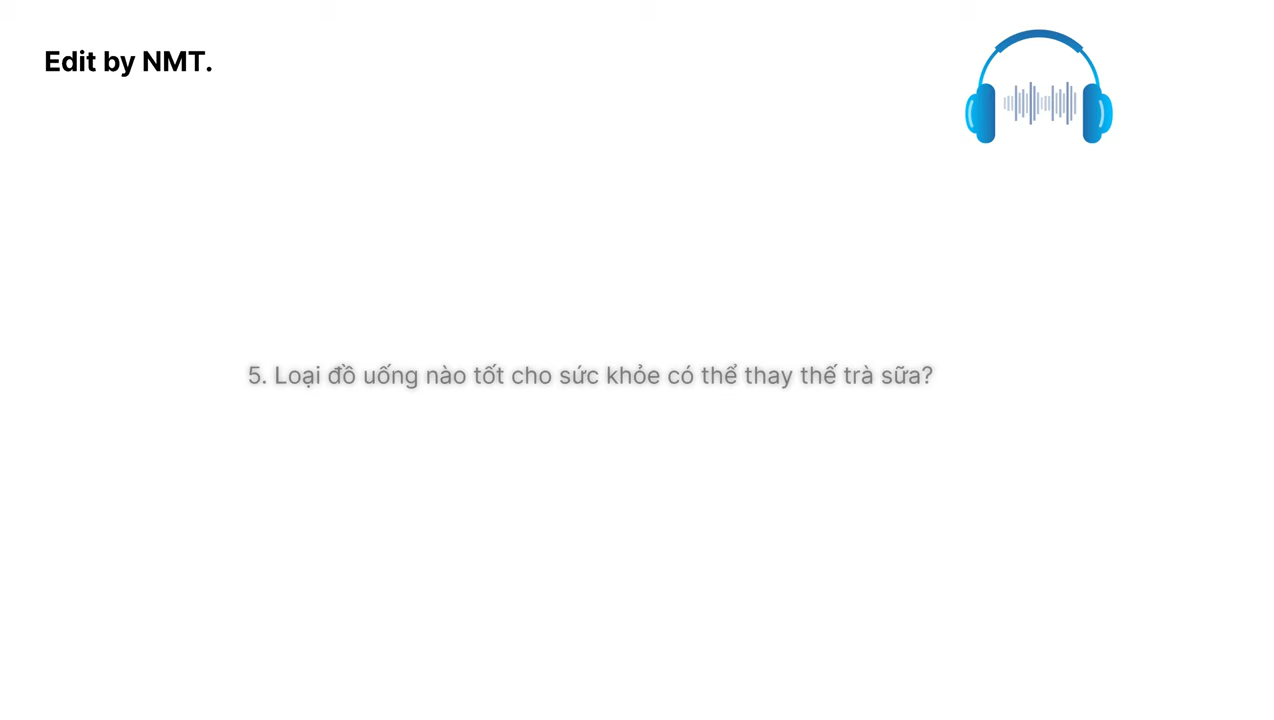 Edit by NMT.
5. Loại đồ uống nào tốt cho sức khỏe có thể thay thế trà sữa?